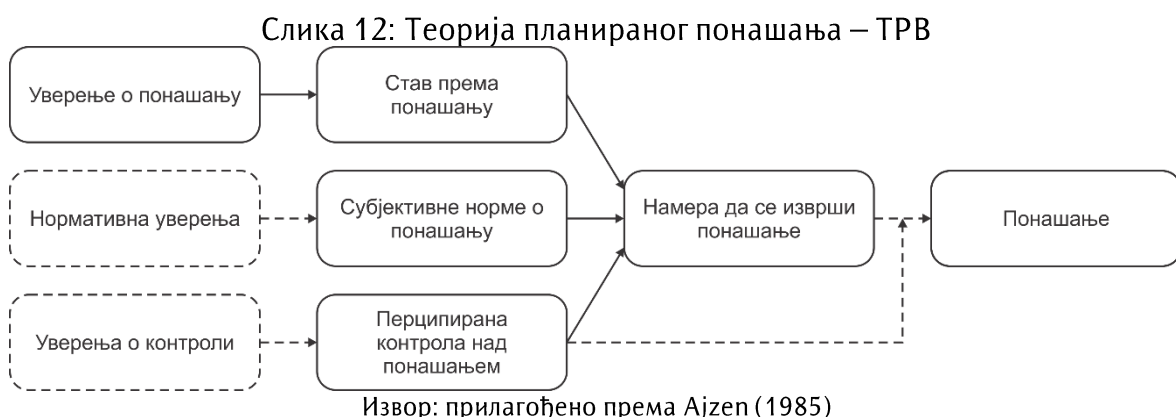 Слика 12: Теорија планираног понашања – ТРВ
Уверење о понашању
Став према
понашању
Нормативна уверења
Субјективне норме о
понашању
Намера да се изврши
понашање
Понашање
Уверења о контроли
Перципирана
контрола над
понашањем
Извор: прилагођено према Ajzen (1985)